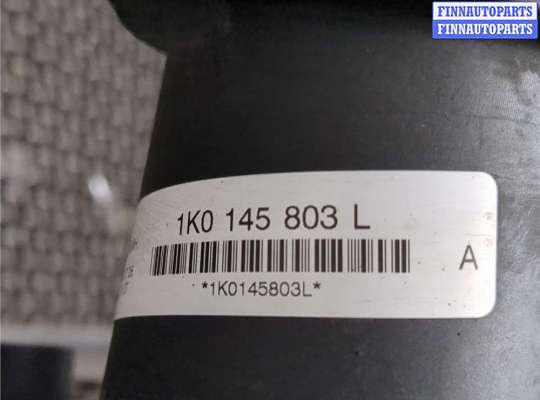 FINNAUTOPARTS
FINNAUTOPARTS
1K0 145 803 L
A
*1K0145803L*